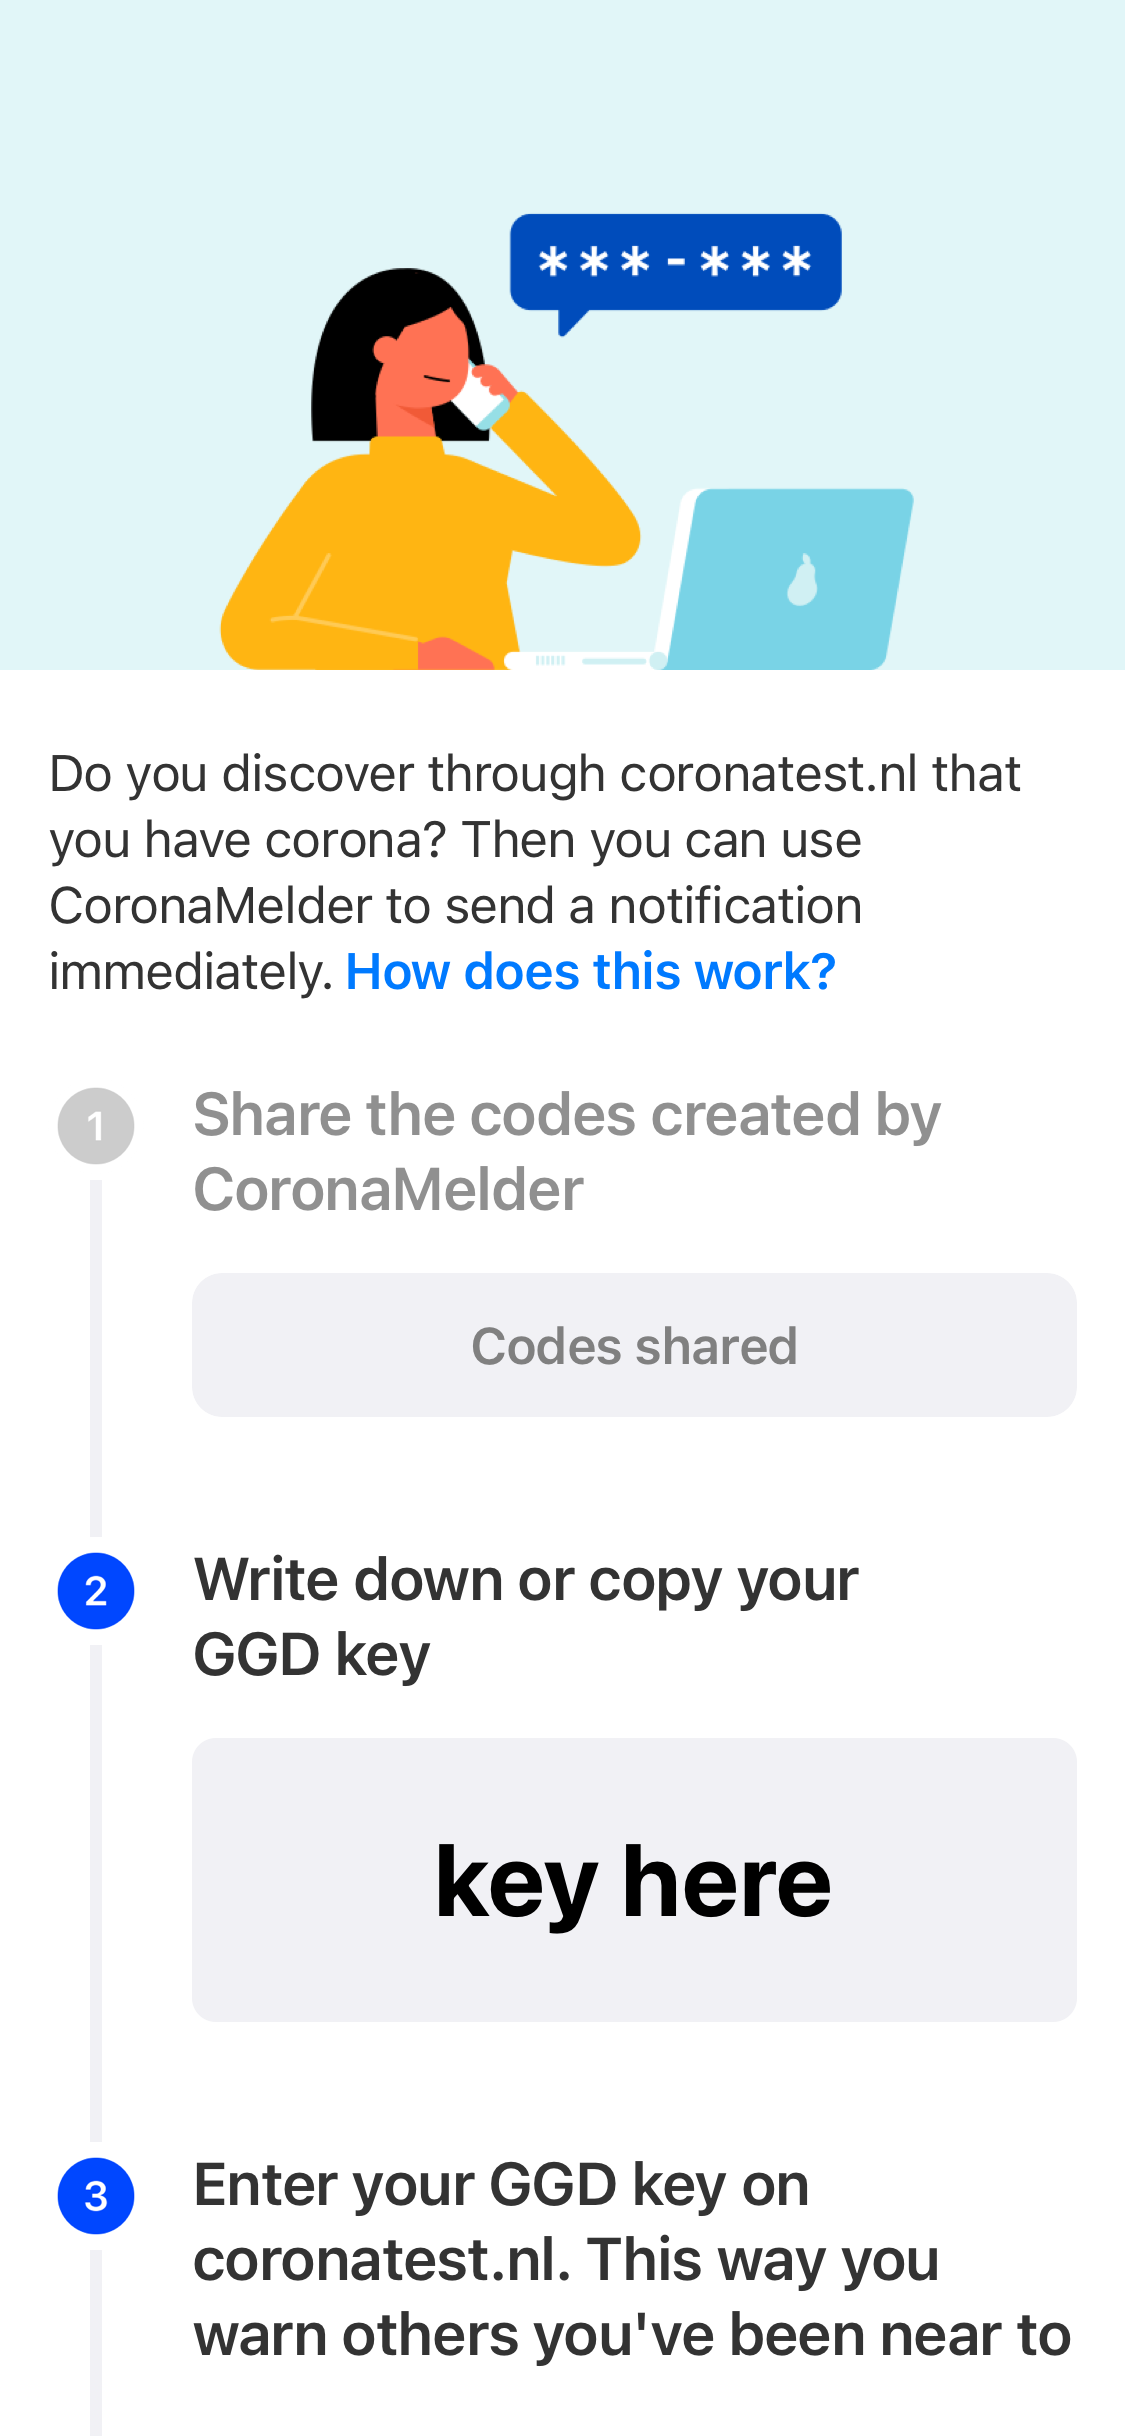 ***-***
Do you discover through coronatest.nl that
you have corona? Then you can use
CoronaMelder to send a notification
immediately. How does this work?
1
Share the codes created by
CoronaMelder
Codes shared
2
Write down or copy your
GGD key
key here
3
Enter your GGD key on
coronatest.nl. This way you
warn others you've been near to